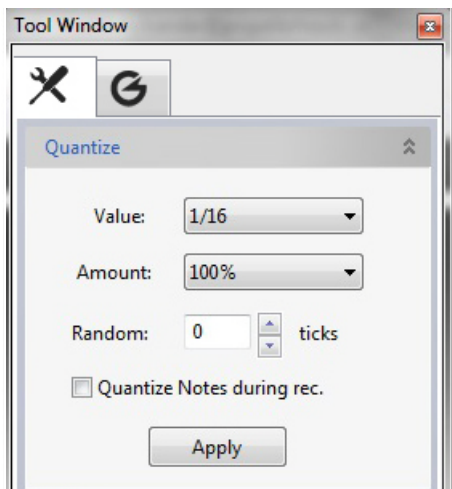 Tool Window
Quantize
Value: 1/16
Amount: 100%
Random: 0 ticks
Quantize Notes during rec.
Apply